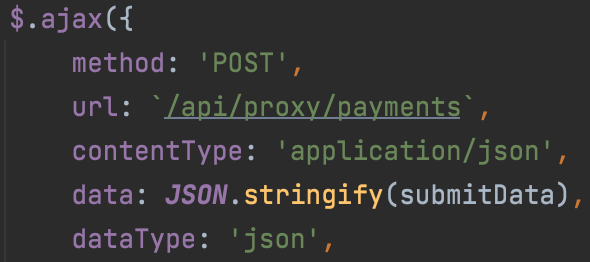 $.ajax({
    method: 'POST',
    url: `/api/proxy/payments`,
    contentType: 'application/json',
    data: JSON.stringify(submitData),
    dataType: 'json',